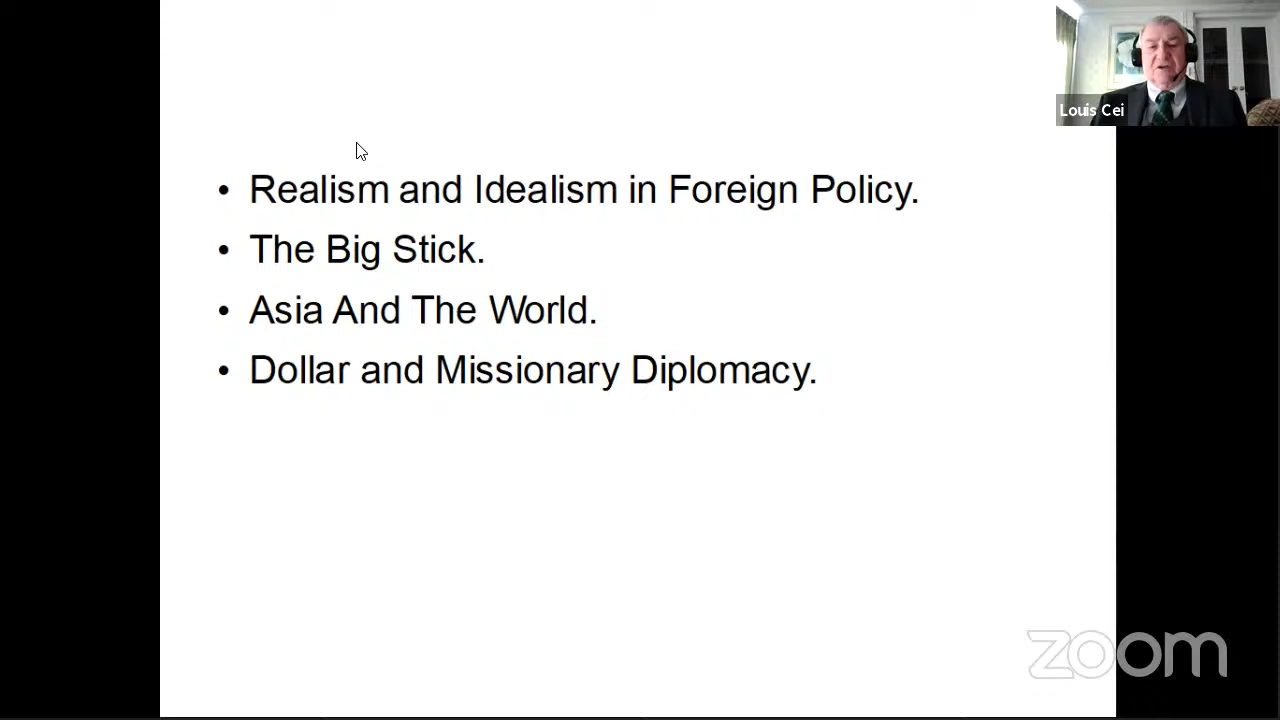 Louis Cei
• Realism and Idealism in Foreign Policy.
• The Big Stick.
• Asia And The World.
• Dollar and Missionary Diplomacy.
zoom